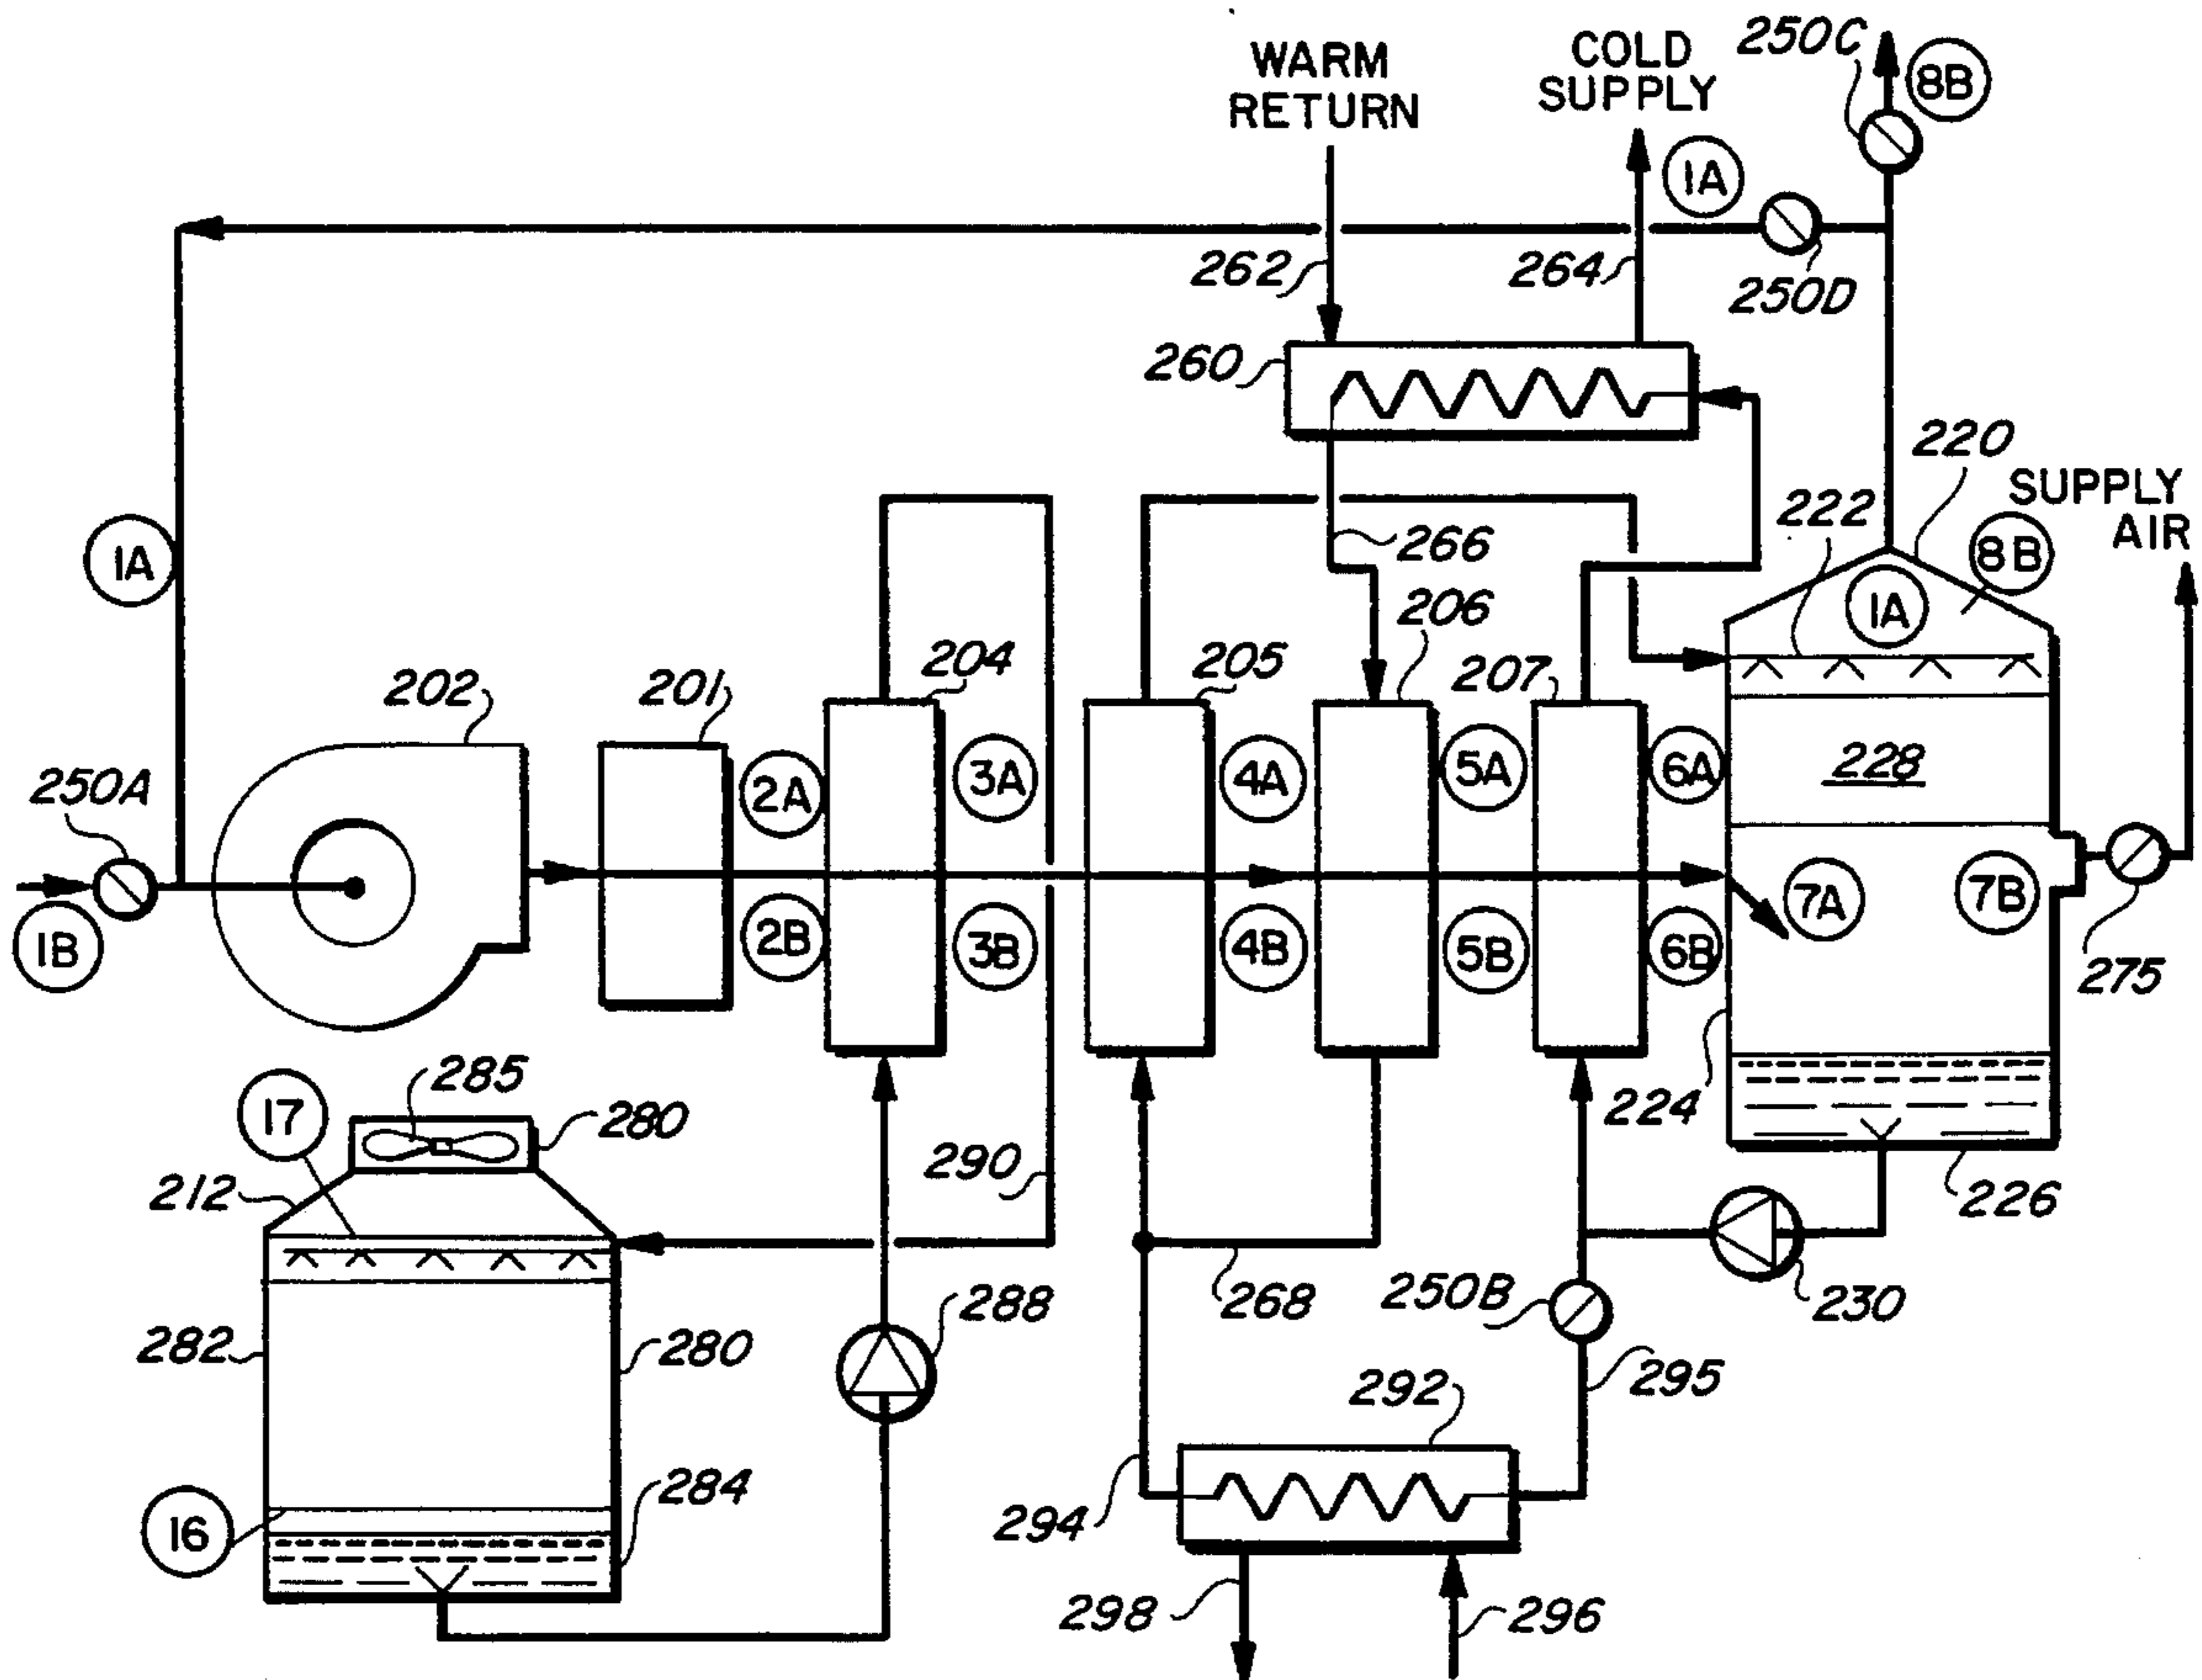 WARM
RETURN
COLD
SUPPLY
250C
8B
1A
262
264
250D
260
220
SUPPLY
AIR
222
8B
1A
1A
266
206
204
205
207
202
201
250A
2A
3A
4A
5A
6A
228
1B
2B
3B
4B
5B
6B
7A
7B
275
17
285
280
224
212
290
226
282
280
288
268
250B
230
292
295
16
284
294
298
296